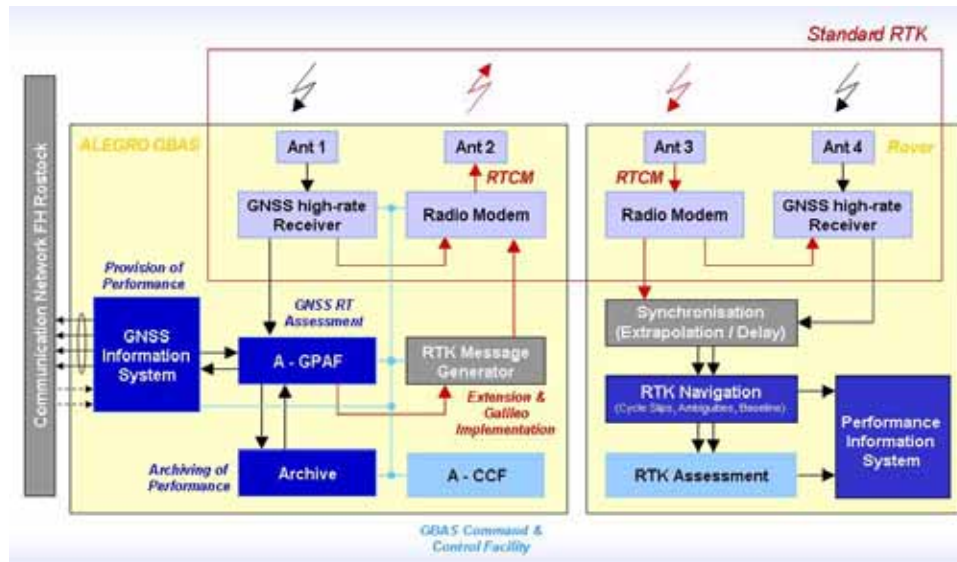 Standard RTK
Communication Network FH Rostock
ALEGRO GBAS
Ant 1
Ant 2
RTCM
GNSS high-rate
Receiver
Radio Modem
Provision of
Performance
GNSS RT
Assessment
GNSS
Information
System
A - GPAF
RTK Message
Generator
Extension &
Galileo
Implementation
Archiving of
Performance
Archive
A - CCF
GBAS Command &
Control Facility
Ant 3
Ant 4
Rover
RTCM
Radio Modem
GNSS high-rate
Receiver
Synchronisation
(Extrapolation / Delay)
RTK Navigation
(Cycle Slips, Ambiguities, Baseline)
Performance
Information
System
RTK Assessment